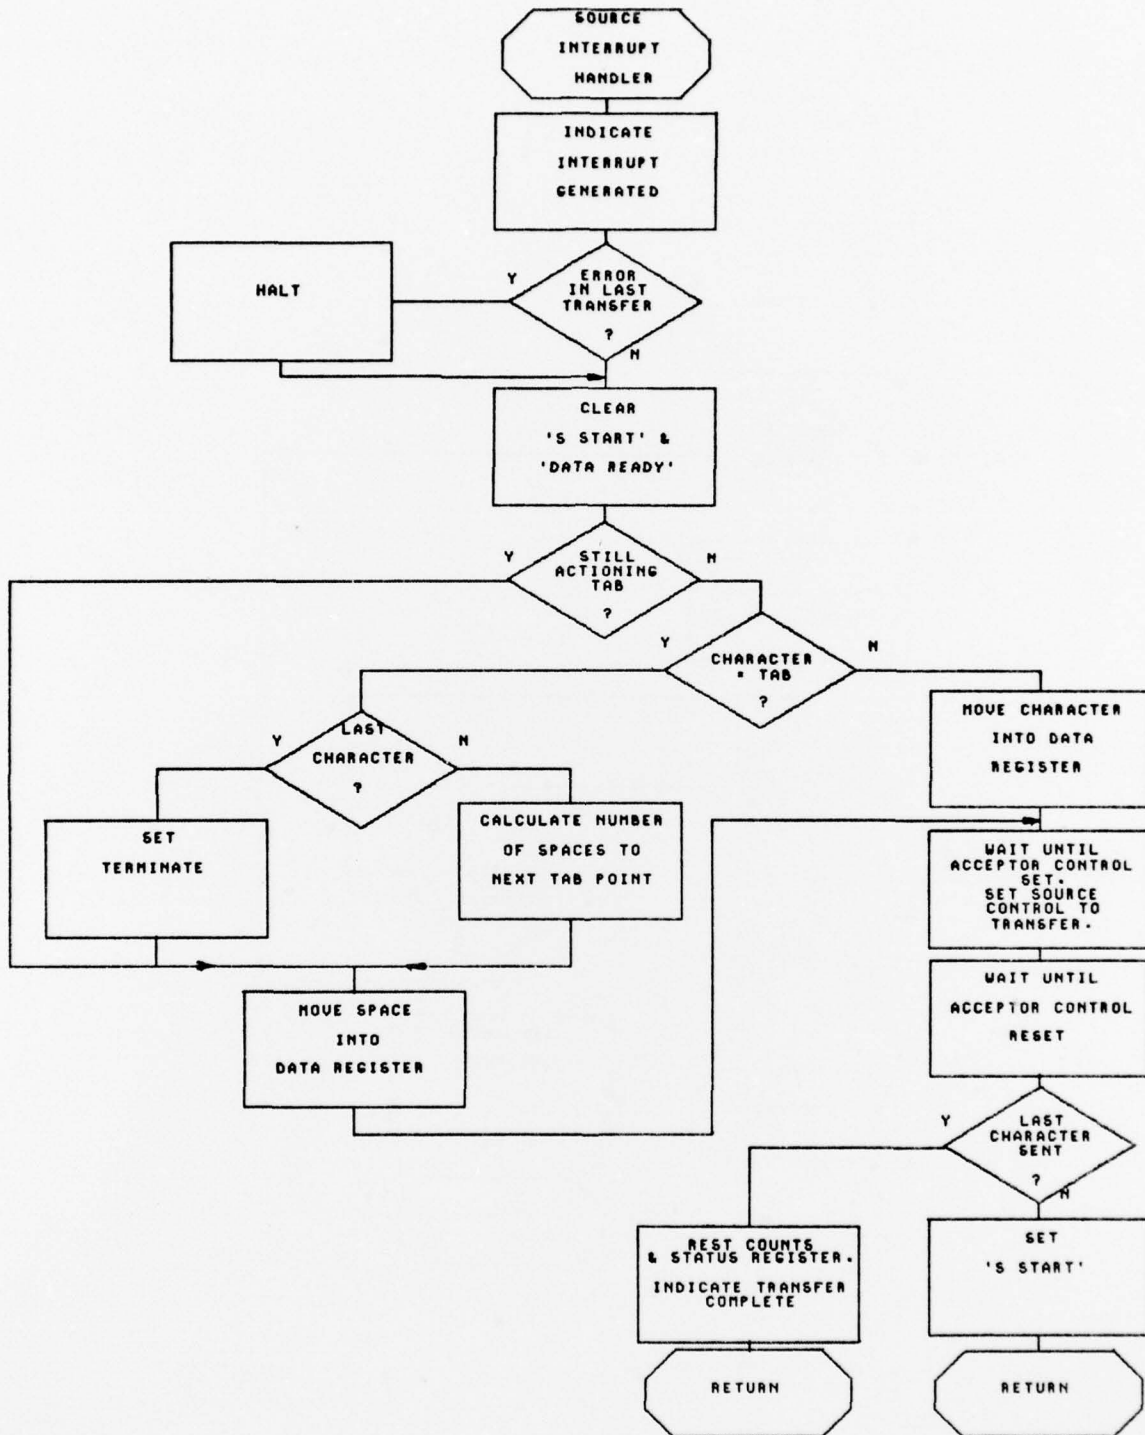 SOURCE
INTERRUPT
HANDLER
INDICATE
INTERRUPT
GENERATED
HALT
Y
ERROR
IN LAST
TRANSFER
?
N
CLEAR
'S START' &
'DATA READY'
Y
STILL
ACTIONING
TAB
?
N
Y
CHARACTER
= TAB
?
N
MOVE CHARACTER
INTO DATA
REGISTER
Y
LAST
CHARACTER
?
N
SET
TERMINATE
CALCULATE NUMBER
OF SPACES TO
NEXT TAB POINT
WAIT UNTIL
ACCEPTOR CONTROL
SET.
SET SOURCE
CONTROL TO
TRANSFER.
MOVE SPACE
INTO
DATA REGISTER
WAIT UNTIL
ACCEPTOR CONTROL
RESET
Y
LAST
CHARACTER
SENT
?
N
REST COUNTS
& STATUS REGISTER.
INDICATE TRANSFER
COMPLETE
SET
'S START'
RETURN
RETURN